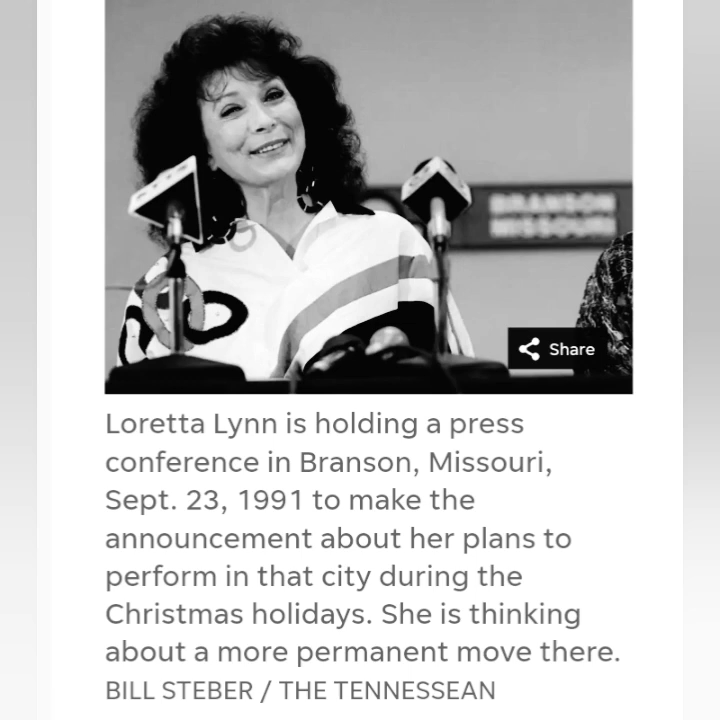 BRANSON
MISSOURI
Share
Loretta Lynn is holding a press
conference in Branson, Missouri,
Sept. 23, 1991 to make the
announcement about her plans to
perform in that city during the
Christmas holidays. She is thinking
about a more permanent move there.
BILL STEBER / THE TENNESSEAN